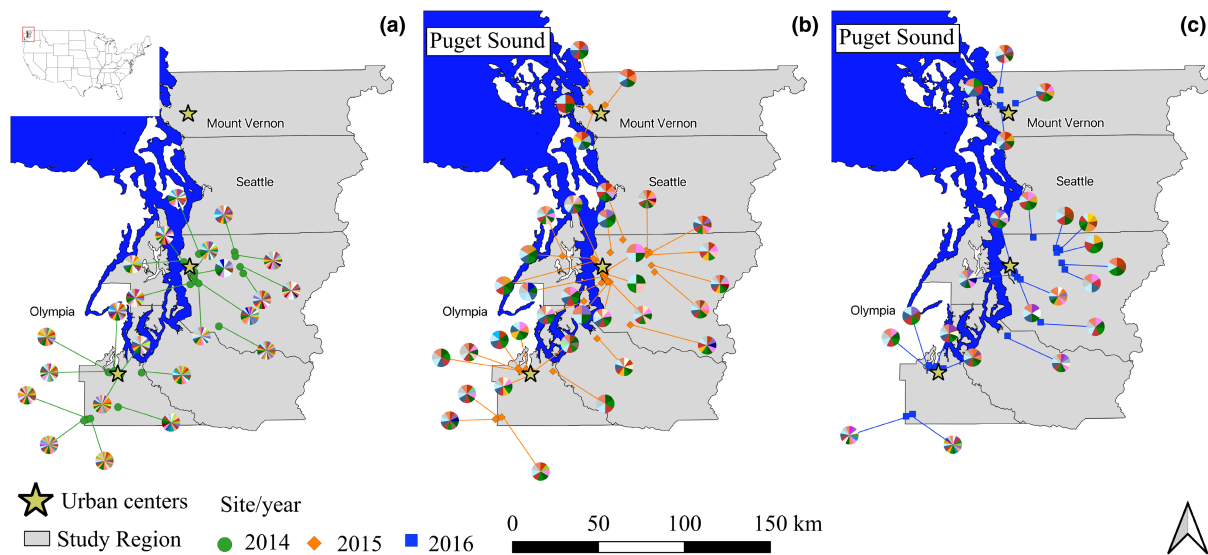 (a)
Mount Vernon
Seattle
Olympia
Puget Sound
(b)
Mount Vernon
Seattle
Olympia
Puget Sound
(c)
Mount Vernon
Seattle
Olympia
Urban centers
Site/year
Study Region
2014
2015
2016
0 50 100 150 km